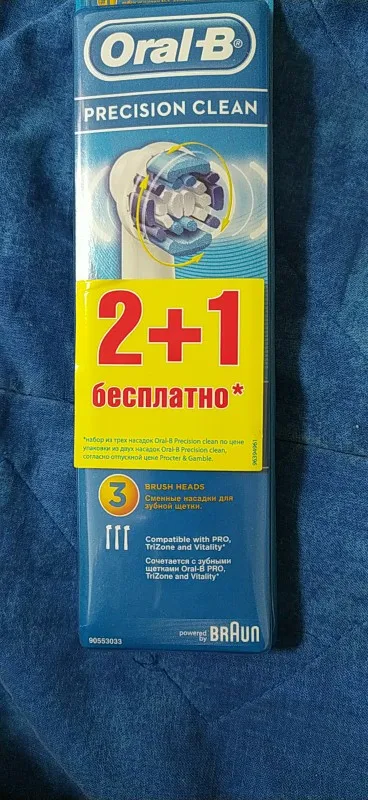 Oral-B®
PRECISION CLEAN
2+1
бесплатно*
*набор из трех насадок Oral-B Precision clean по цене
упаковки из двух насадок Oral-B Precision clean,
согласно отпускной цене Procter & Gamble.
96394961
3
BRUSH HEADS
Сменные насадки для
зубной щетки.
Compatible with PRO,
TriZone and Vitality*
Сочетается с зубными
щетками Oral-B PRO,
TriZone and Vitality*
90553033
powered by BRAUN